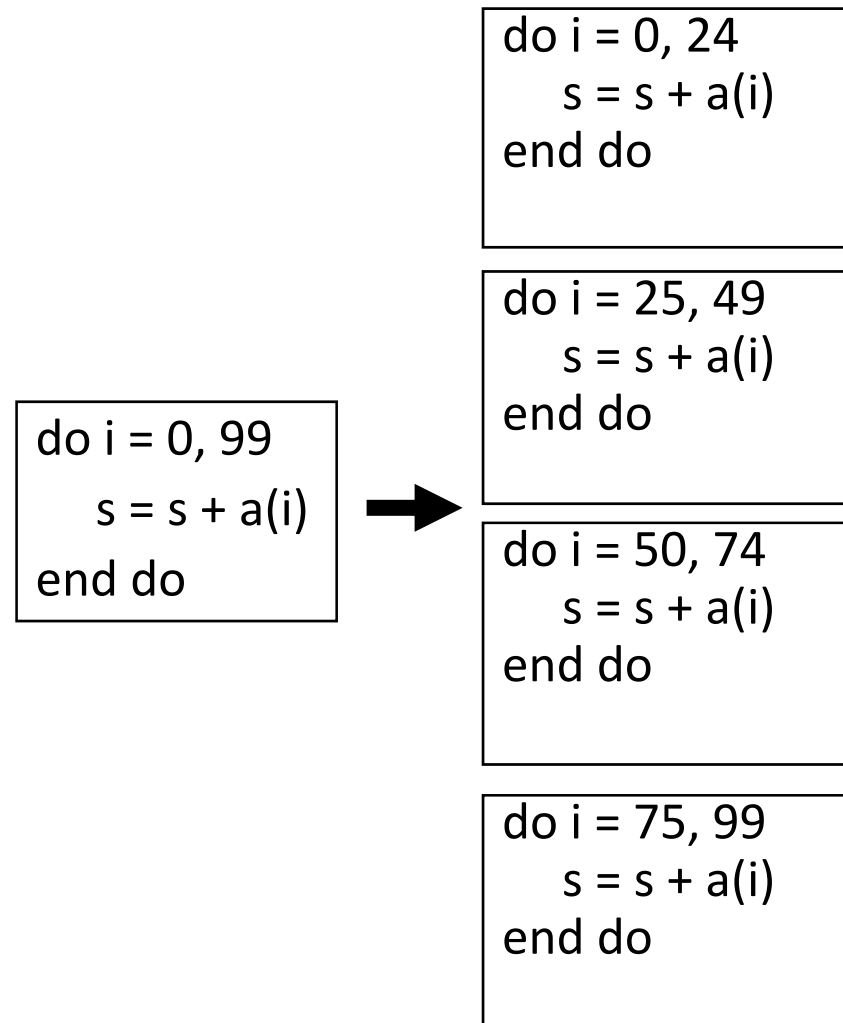 do i = 0, 99
s = s + a(i)
end do
do i = 0, 24
s = s + a(i)
end do
do i = 25, 49
s = s + a(i)
end do
do i = 50, 74
s = s + a(i)
end do
do i = 75, 99
s = s + a(i)
end do